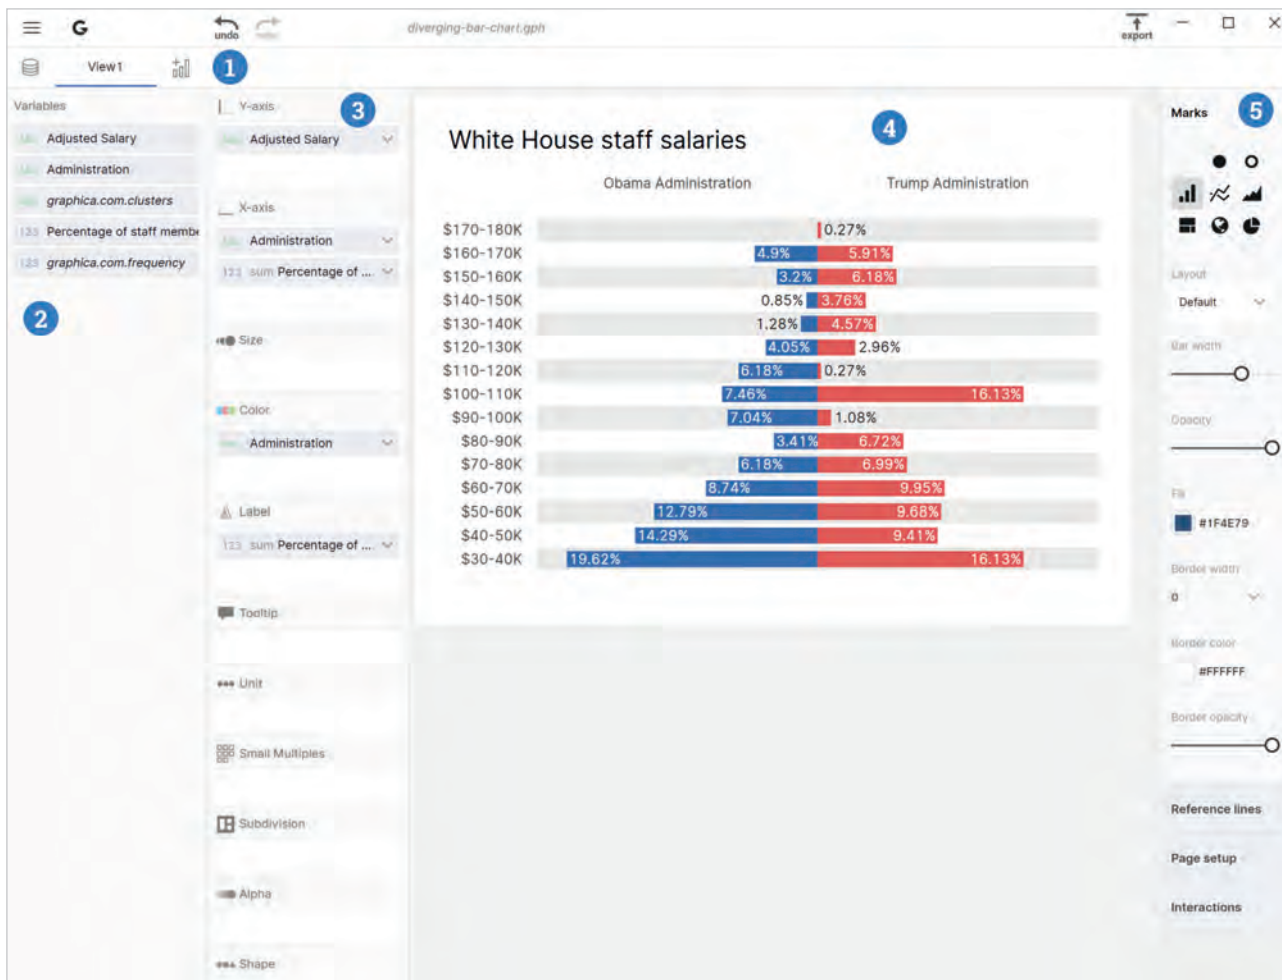 G
undo
diverging-bar-chart.gph
export
View1
1
Variables
Adjusted Salary
Administration
graphica.com.clusters
123 Percentage of staff membe
123 graphica.com.frequency
2
Y-axis
3
Adjusted Salary
X-axis
Administration
123 sum Percentage of ...
Size
Color
Administration
Label
123 sum Percentage of ...
Tooltip
Unit
Small Multiples
Subdivision
Alpha
Shape
White House staff salaries
4
Obama Administration Trump Administration
$170-180K 0.27%
$160-170K 4.9% 5.91%
$150-160K 3.2% 6.18%
$140-150K 0.85% 3.76%
$130-140K 1.28% 4.57%
$120-130K 4.05% 2.96%
$110-120K 6.18% 0.27%
$100-110K 7.46% 16.13%
$90-100K 7.04% 1.08%
$80-90K 3.41% 6.72%
$70-80K 6.18% 6.99%
$60-70K 8.74% 9.95%
$50-60K 12.79% 9.68%
$40-50K 14.29% 9.41%
$30-40K 19.62% 16.13%
Marks
5
Layout
Default
Bar width
Opacity
Fill
#1F4E79
Border width
0
Border color
#FFFFFF
Border opacity
Reference lines
Page setup
Interactions